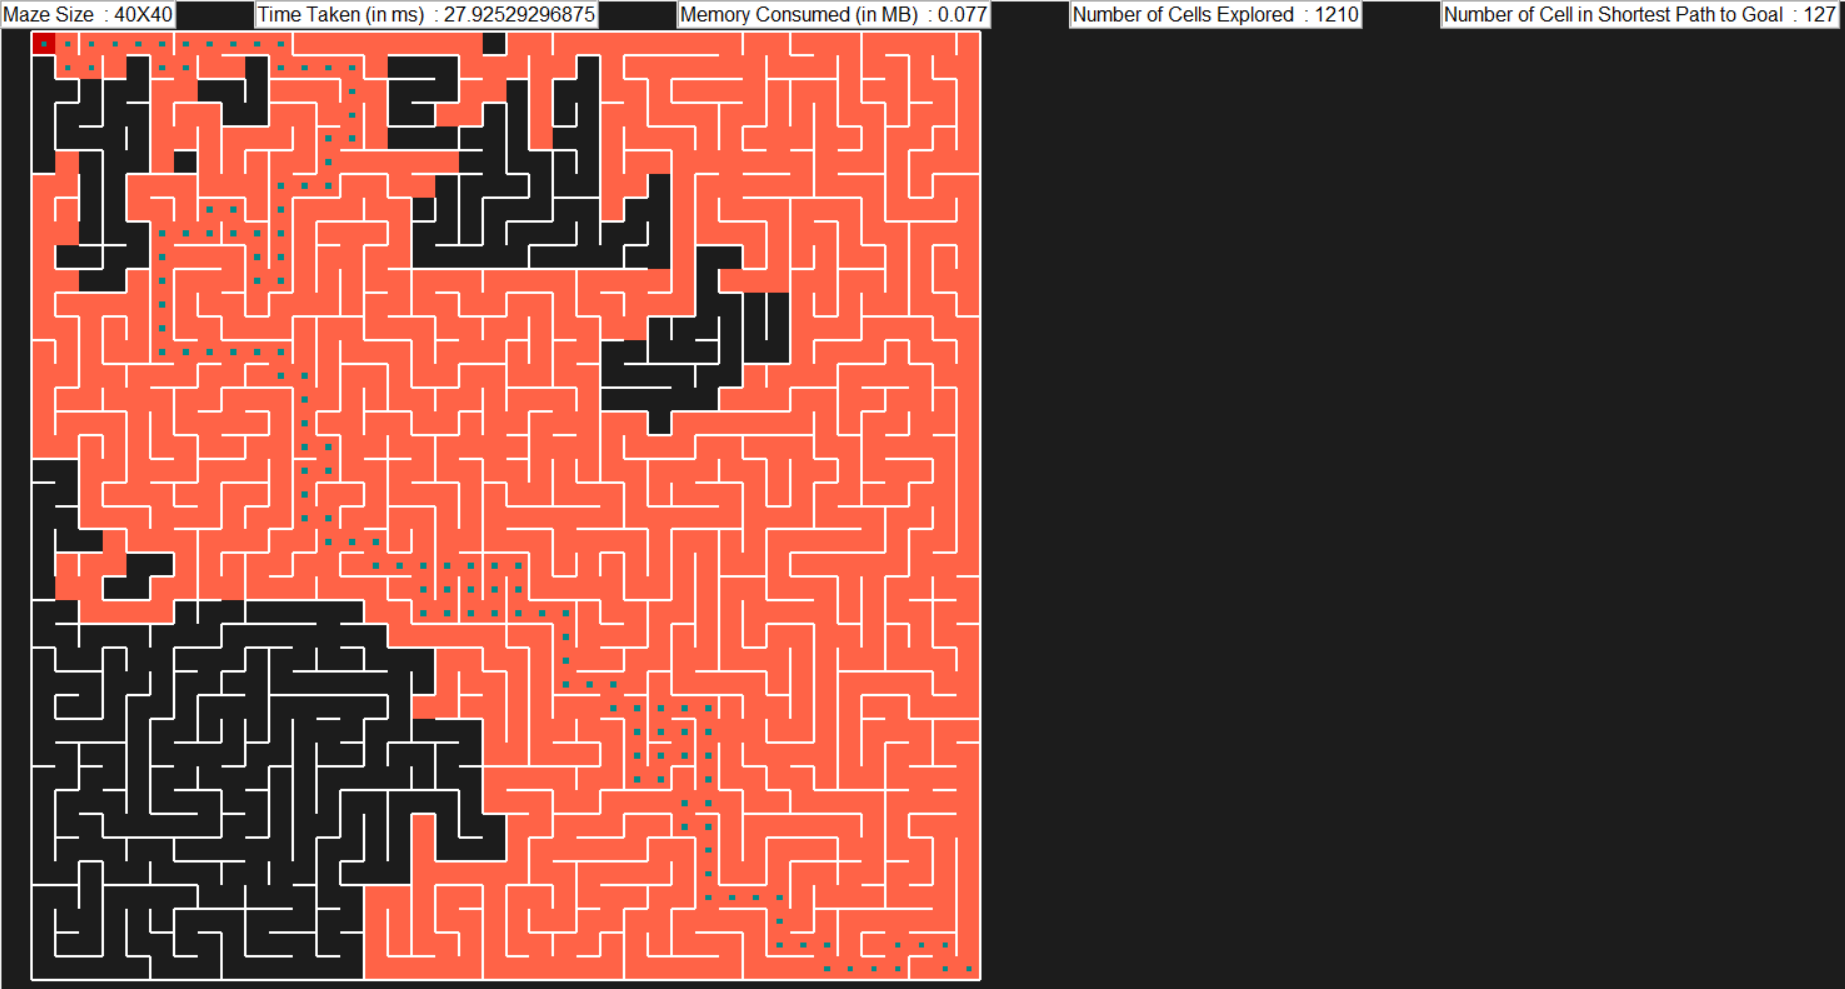 Maze Size : 40X40
Time Taken (in ms) : 27.92529296875
Memory Consumed (in MB) : 0.077
Number of Cells Explored : 1210
Number of Cell in Shortest Path to Goal : 127